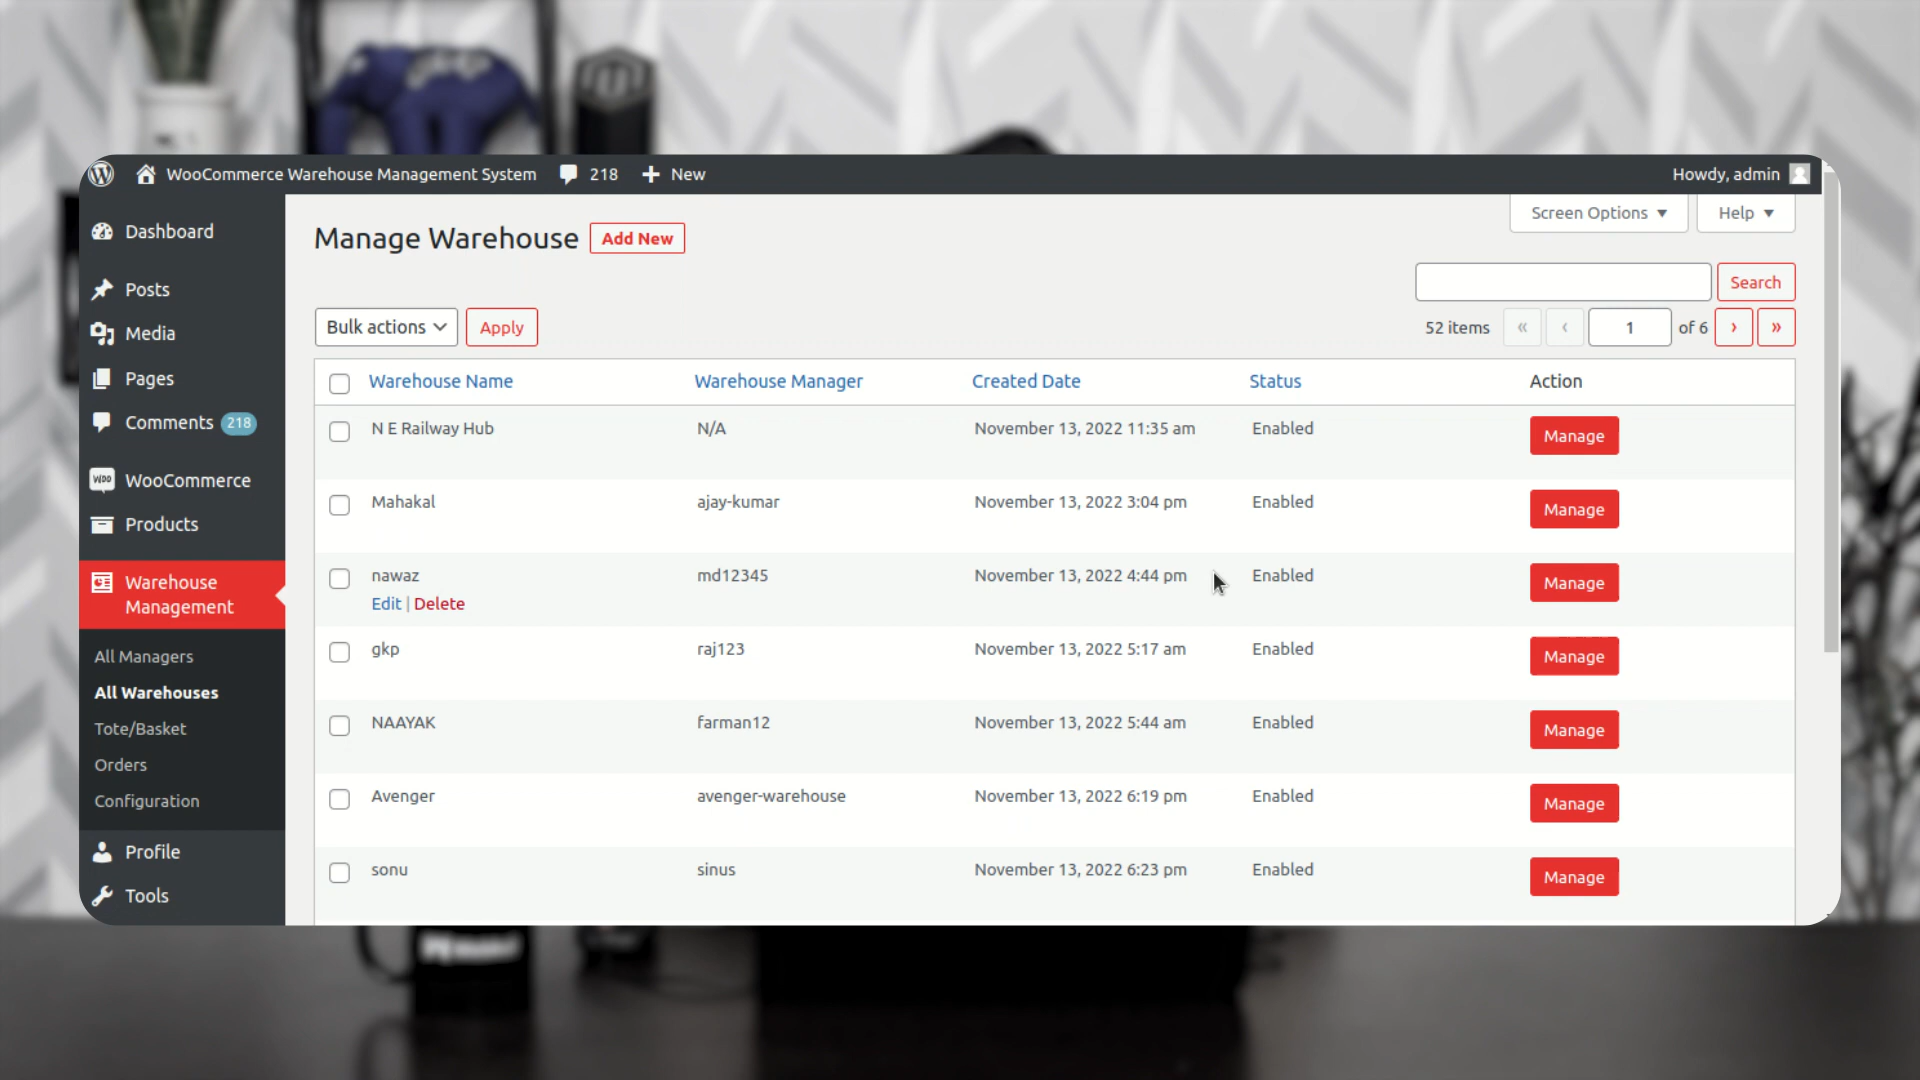 WooCommerce Warehouse Management System 218 New Howdy, admin
Screen Options Help
Dashboard
Posts
Media
Pages
Comments 218
WOO WooCommerce
Products
Warehouse
Management
All Managers
All Warehouses
Tote/Basket
Orders
Configuration
Profile
Tools
Manage Warehouse Add New
Search
Bulk actions Apply 52 items « ‹ 1 of 6 › »
Warehouse Name Warehouse Manager Created Date Status Action
N E Railway Hub N/A November 13, 2022 11:35 am Enabled Manage
Mahakal ajay-kumar November 13, 2022 3:04 pm Enabled Manage
nawaz md12345 November 13, 2022 4:44 pm Enabled Manage
Edit | Delete
gkp raj123 November 13, 2022 5:17 am Enabled Manage
NAAYAK farman12 November 13, 2022 5:44 am Enabled Manage
Avenger avenger-warehouse November 13, 2022 6:19 pm Enabled Manage
sonu sinus November 13, 2022 6:23 pm Enabled Manage